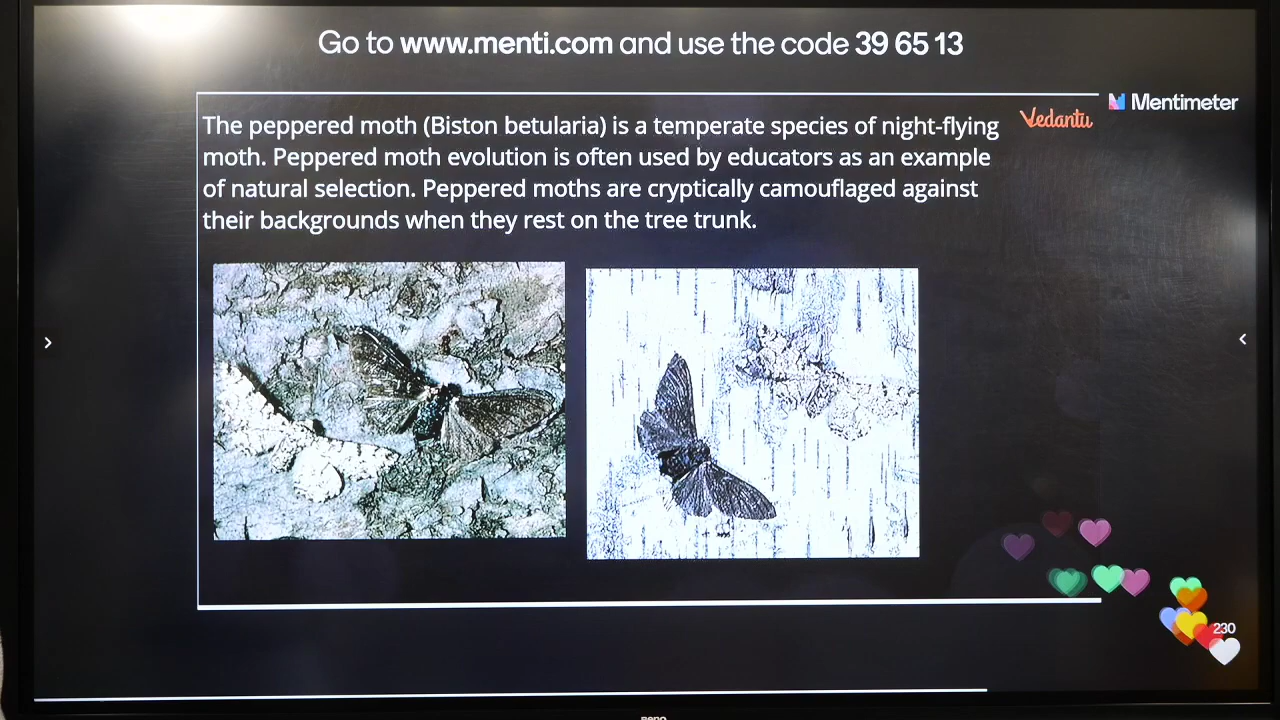 Go to www.menti.com and use the code 39 65 13
Mentimeter
Vedantu
The peppered moth (Biston betularia) is a temperate species of night-flying
moth. Peppered moth evolution is often used by educators as an example
of natural selection. Peppered moths are cryptically camouflaged against
their backgrounds when they rest on the tree trunk.
230
BenQ